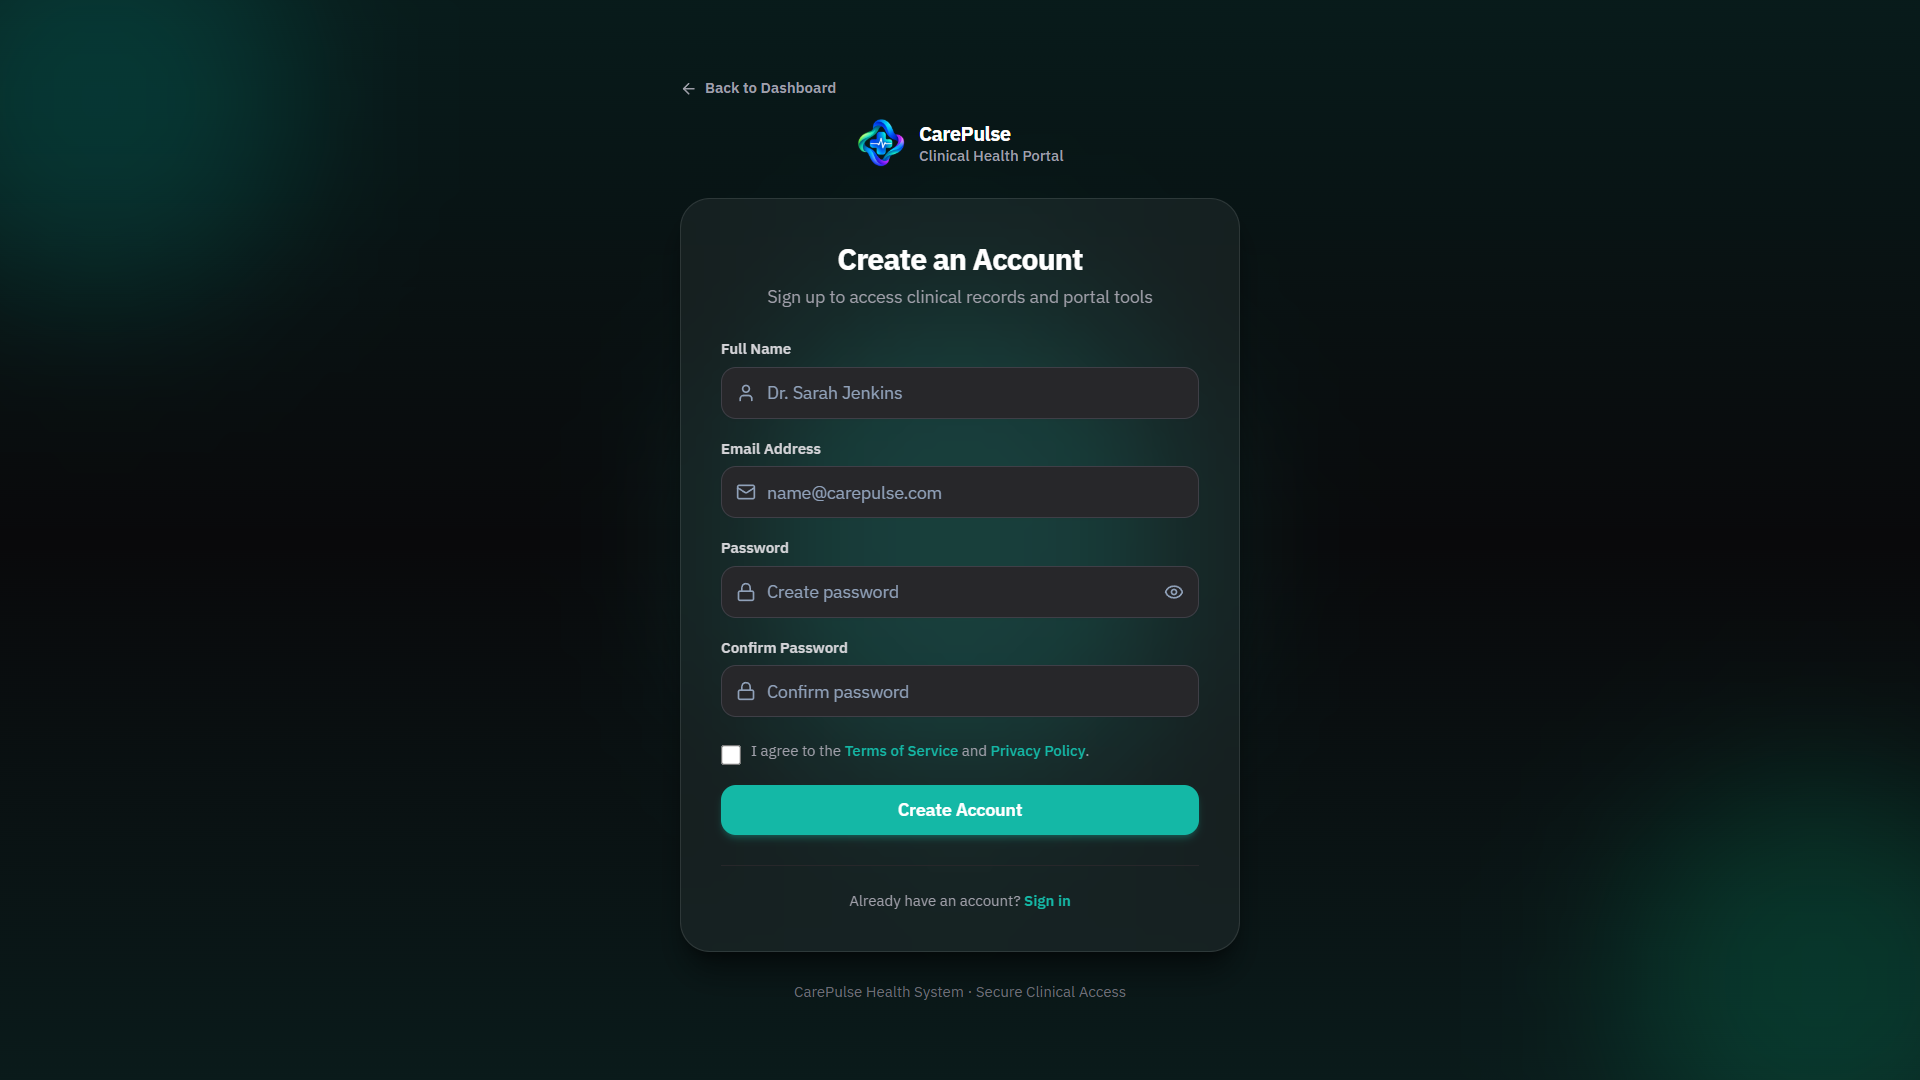 Back to Dashboard
CarePulse
Clinical Health Portal
Create an Account
Sign up to access clinical records and portal tools
Full Name
Dr. Sarah Jenkins
Email Address
name@carepulse.com
Password
Create password
Confirm Password
Confirm password
I agree to the Terms of Service and Privacy Policy.
Create Account
Already have an account? Sign in
CarePulse Health System · Secure Clinical Access